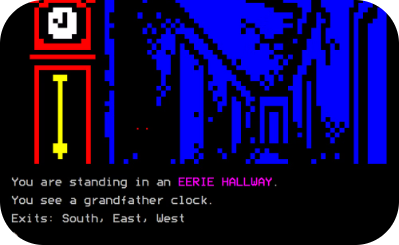 You are standing in an EERIE HALLWAY.
You see a grandfather clock.
Exits: South, East, West